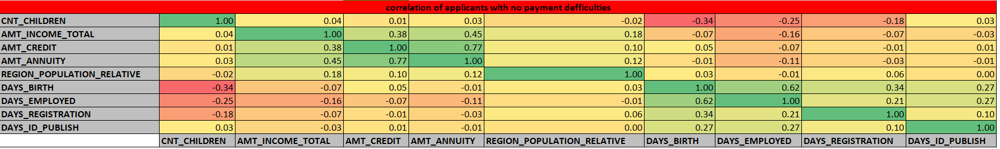 correlation of applicants with no payment defficulties
CNT_CHILDREN 1.00 0.04 0.01 0.03 -0.02 -0.34 -0.25 -0.18 0.03
AMT_INCOME_TOTAL 0.04 1.00 0.38 0.45 0.18 -0.07 -0.16 -0.07 -0.03
AMT_CREDIT 0.01 0.38 1.00 0.77 0.10 0.05 -0.07 -0.01 0.01
AMT_ANNUITY 0.03 0.45 0.77 1.00 0.12 -0.01 -0.11 -0.03 -0.01
REGION_POPULATION_RELATIVE -0.02 0.18 0.10 0.12 1.00 0.03 -0.01 0.06 0.00
DAYS_BIRTH -0.34 -0.07 0.05 -0.01 0.03 1.00 0.62 0.34 0.27
DAYS_EMPLOYED -0.25 -0.16 -0.07 -0.11 -0.01 0.62 1.00 0.21 0.27
DAYS_REGISTRATION -0.18 -0.07 -0.01 -0.03 0.06 0.34 0.21 1.00 0.10
DAYS_ID_PUBLISH 0.03 -0.03 0.01 -0.01 0.00 0.27 0.27 0.10 1.00
CNT_CHILDREN AMT_INCOME_TOTAL AMT_CREDIT AMT_ANNUITY REGION_POPULATION_RELATIVE DAYS_BIRTH DAYS_EMPLOYED DAYS_REGISTRATION DAYS_ID_PUBLISH